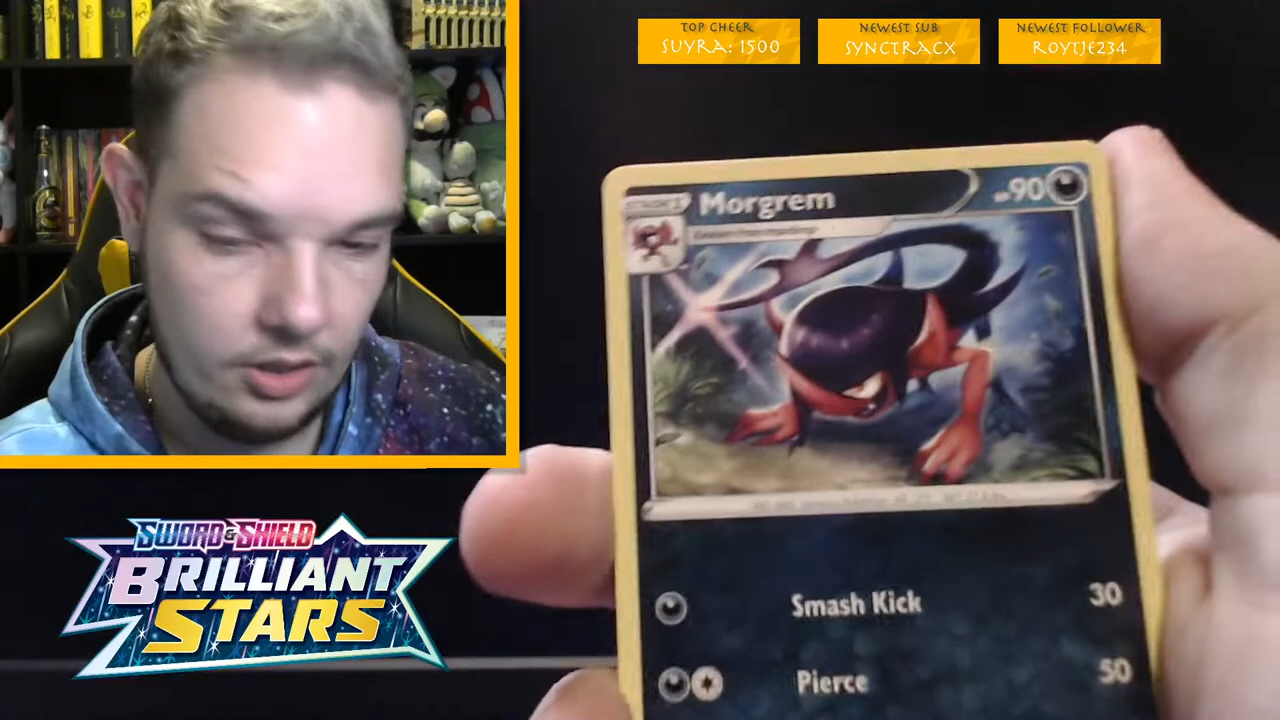 TOP CHEER
SUYRA: 1500
NEWEST SUB
SYNCTRACX
NEWEST FOLLOWER
ROYTJE234
Morgrem
90
Smash Kick 30
Pierce 50
SWORD & SHIELD
BRILLIANT
STARS